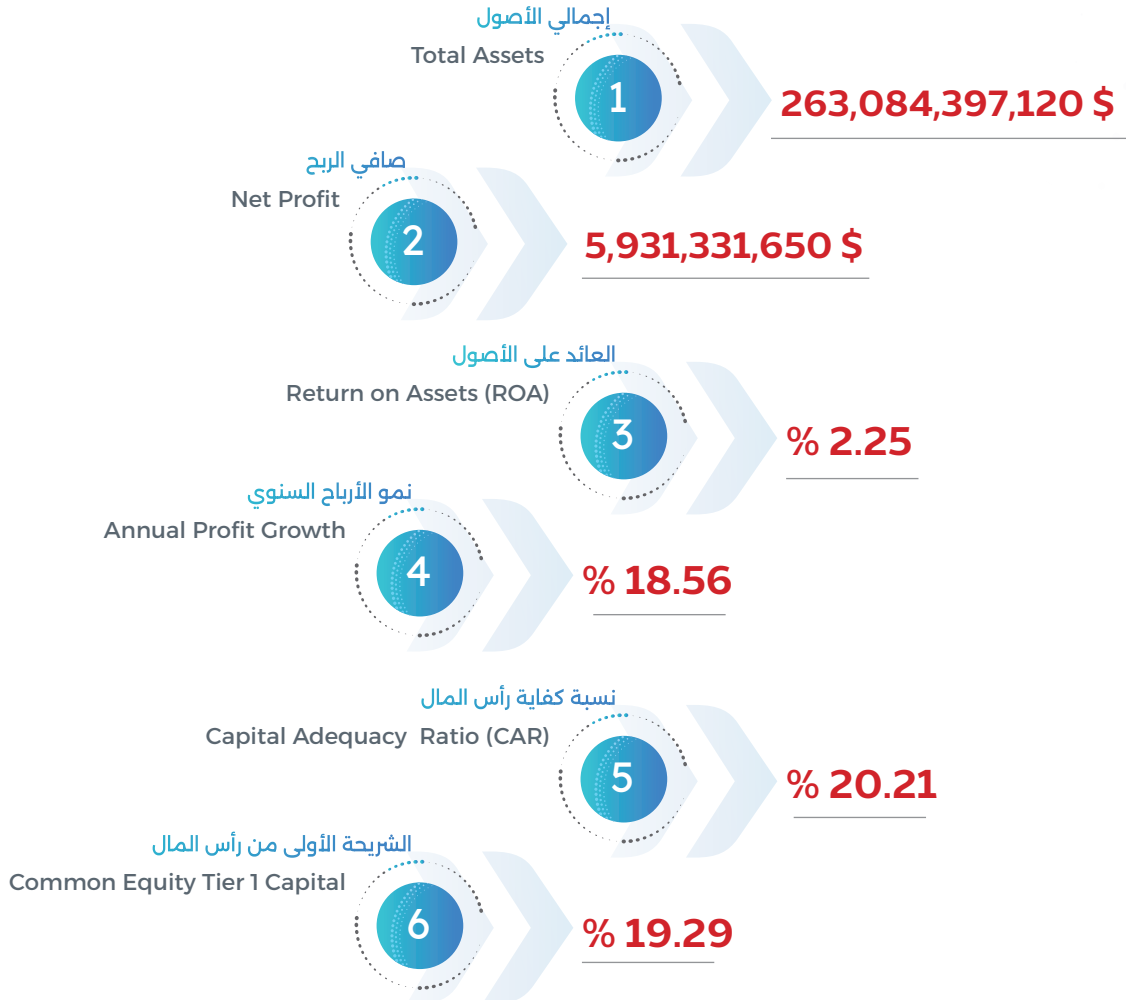 إجمالي الأصول
Total Assets
1
263,084,397,120 $
صافي الربح
Net Profit
2
5,931,331,650 $
العائد على الأصول
Return on Assets (ROA)
3
% 2.25
نمو الأرباح السنوي
Annual Profit Growth
4
% 18.56
نسبة كفاية رأس المال
Capital Adequacy Ratio (CAR)
5
% 20.21
الشريحة الأولى من رأس المال
Common Equity Tier 1 Capital
6
% 19.29